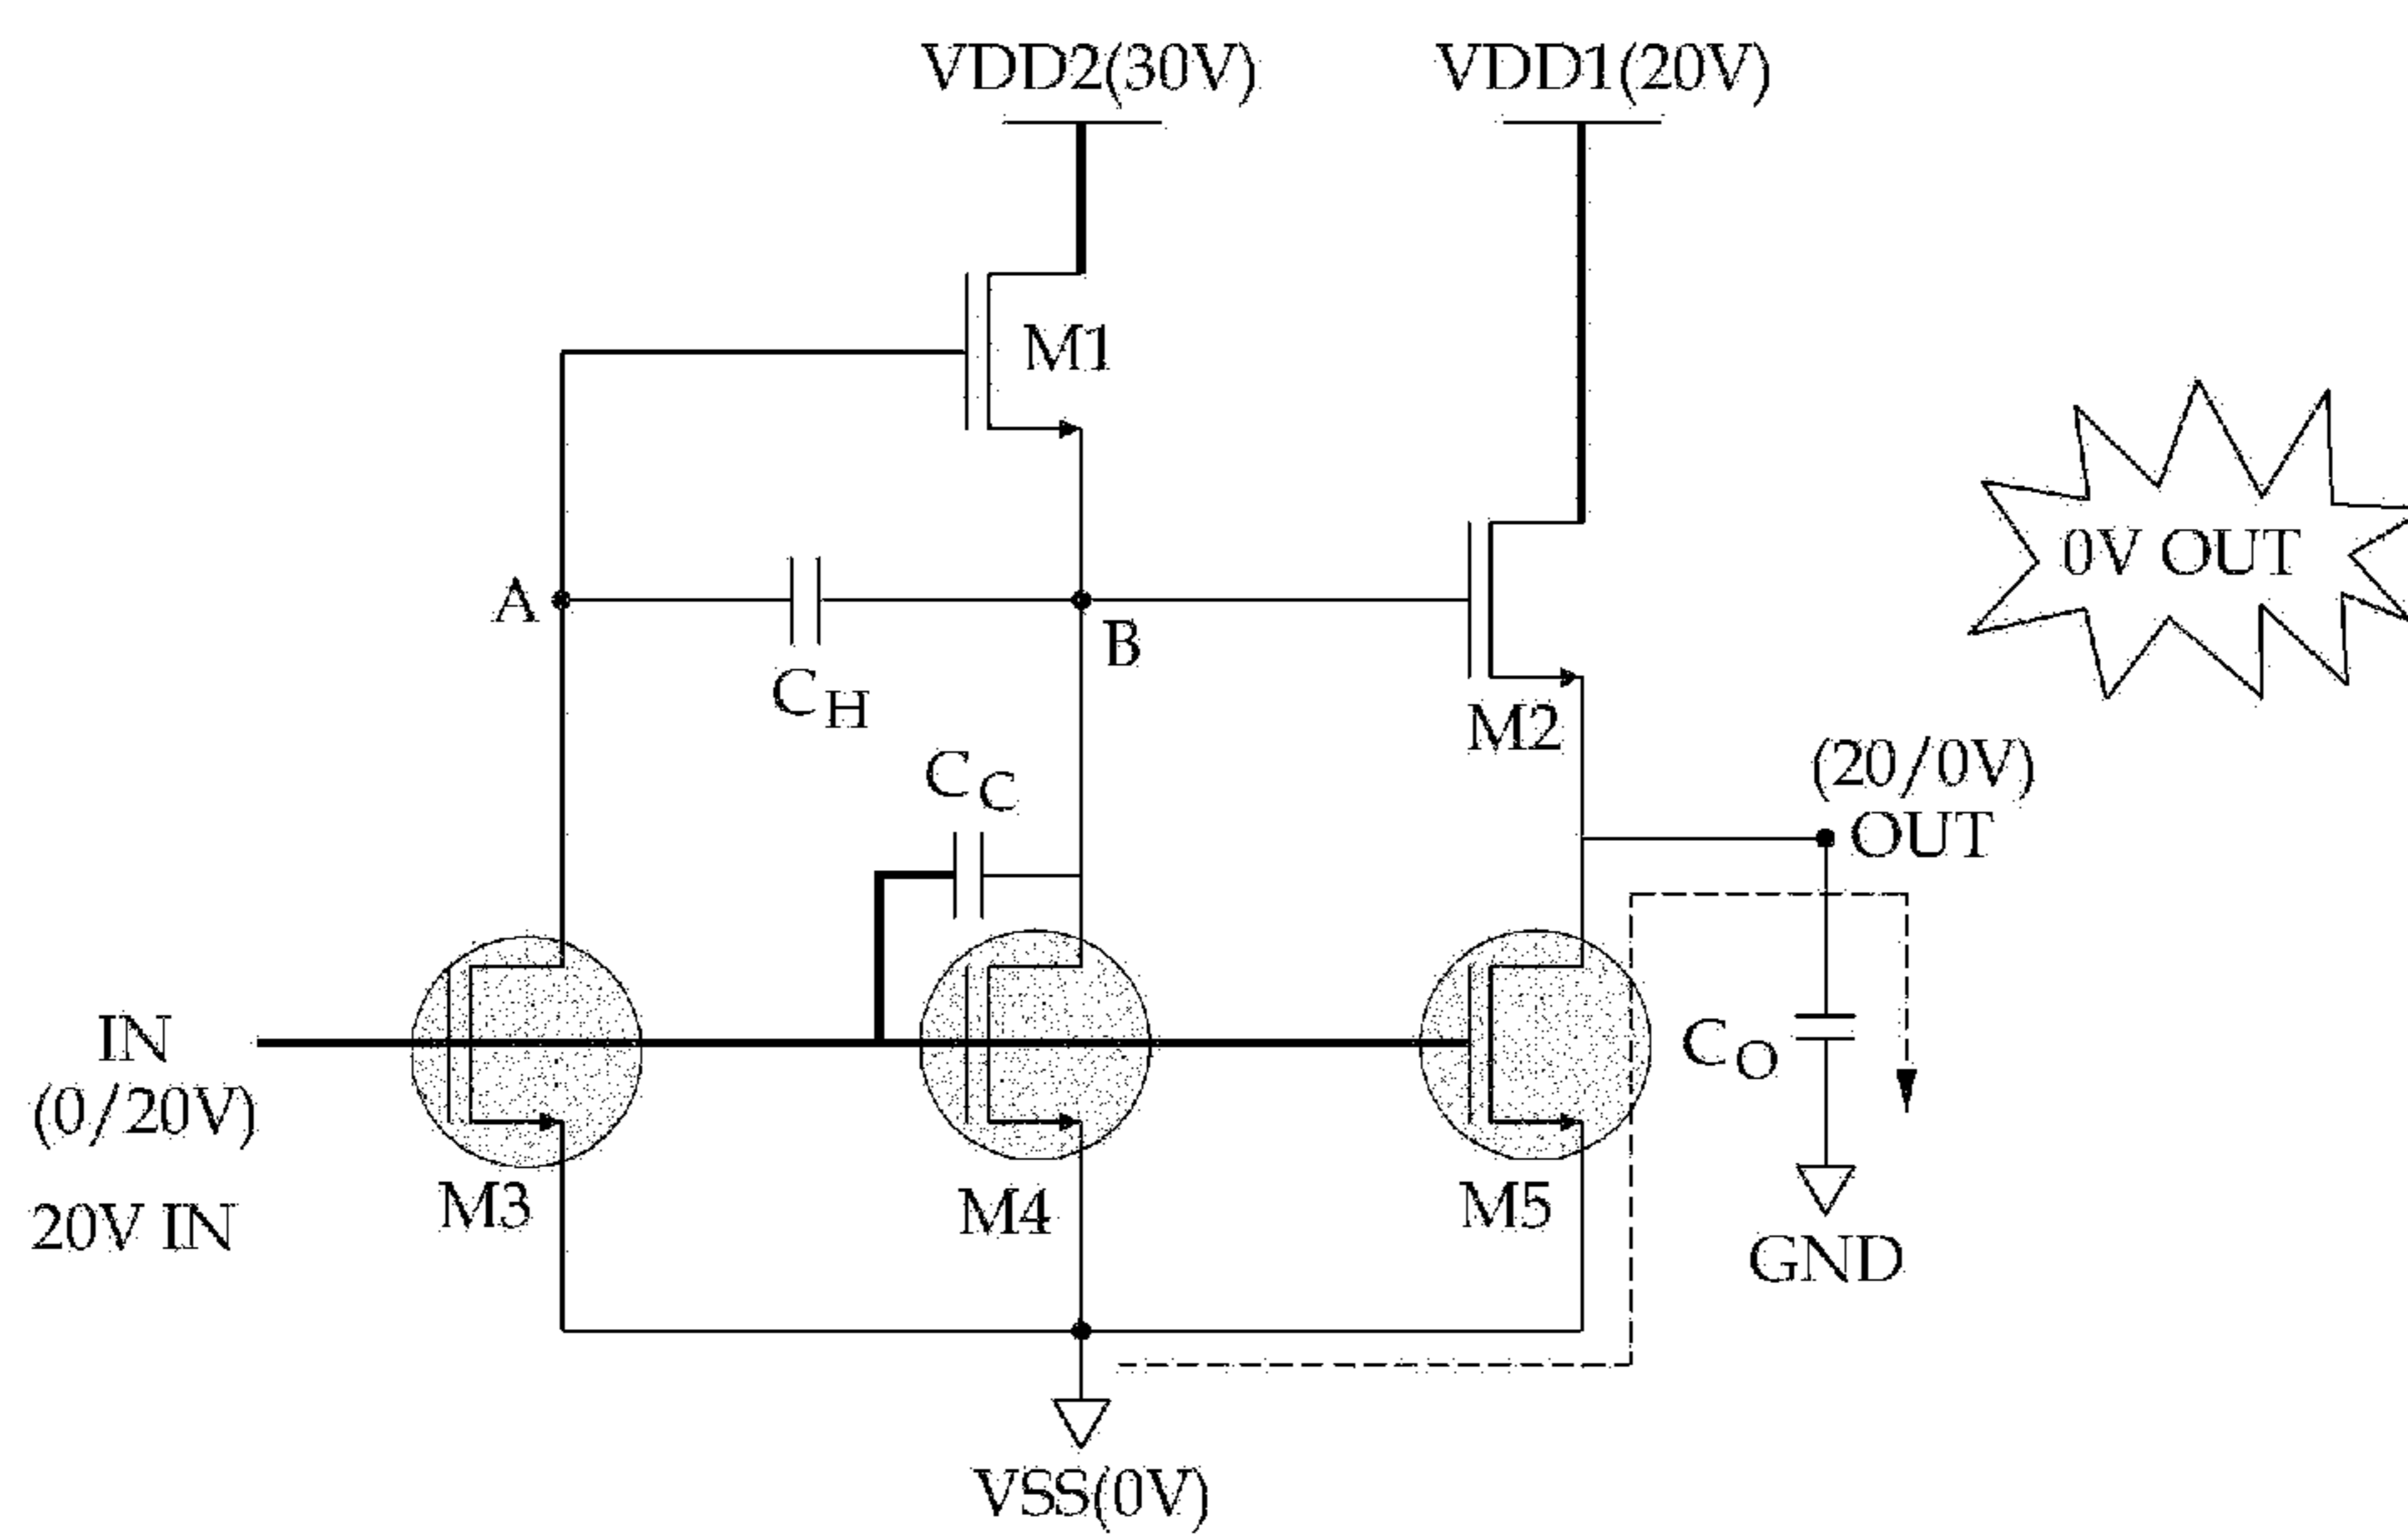 VDD2(30V)
VDD1(20V)
M1
0V OUT
A
B
CH
M2
CC
(20/0V)
OUT
IN
(0/20V)
20V IN
CO
M3
M4
M5
GND
VSS(0V)